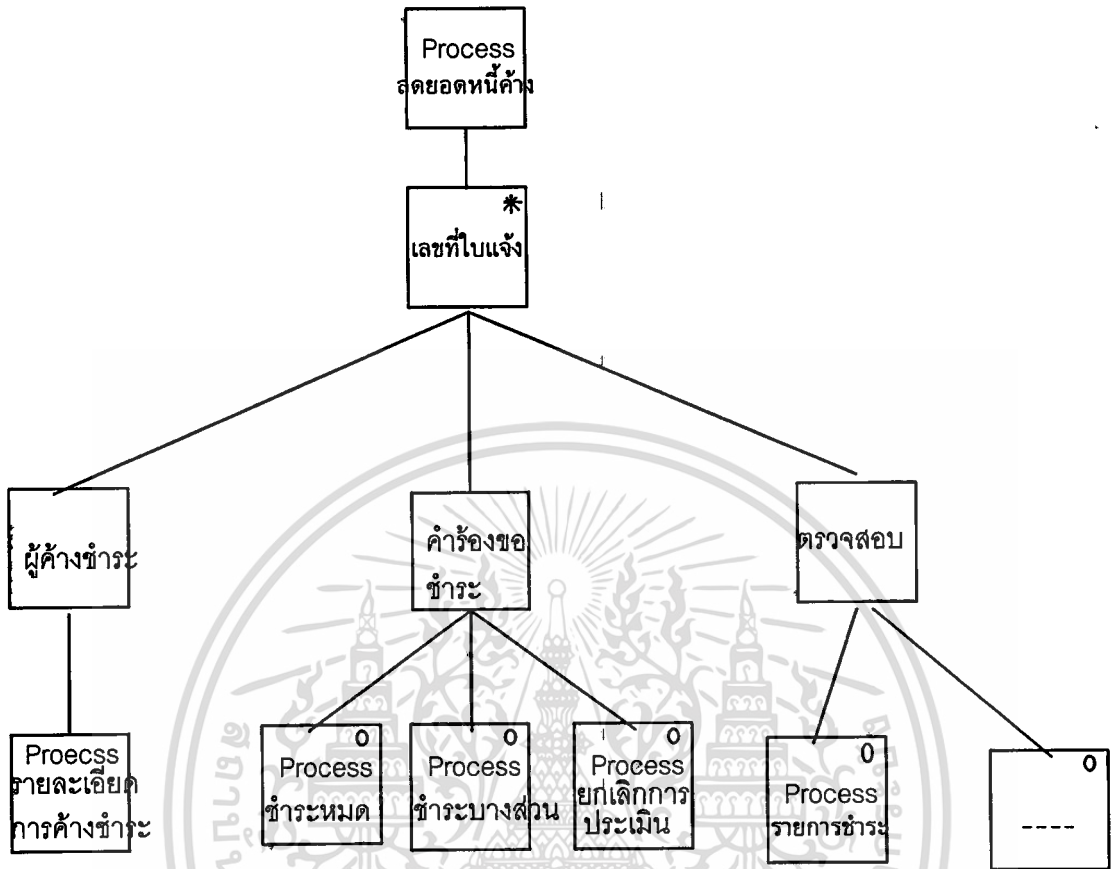 Process
ลดยอดหนี้ค้าง
*
เลขที่ใบแจ้ง
ผู้ค้างชำระ
คำร้องขอ
ชำระ
ตรวจสอบ
Proecss
รายละเอียด
การค้างชำระ
o
Process
ชำระหมด
o
Process
ชำระบางส่วน
o
Process
ยกเลิกการ
ประเมิน
o
Process
รายการชำระ
o
----